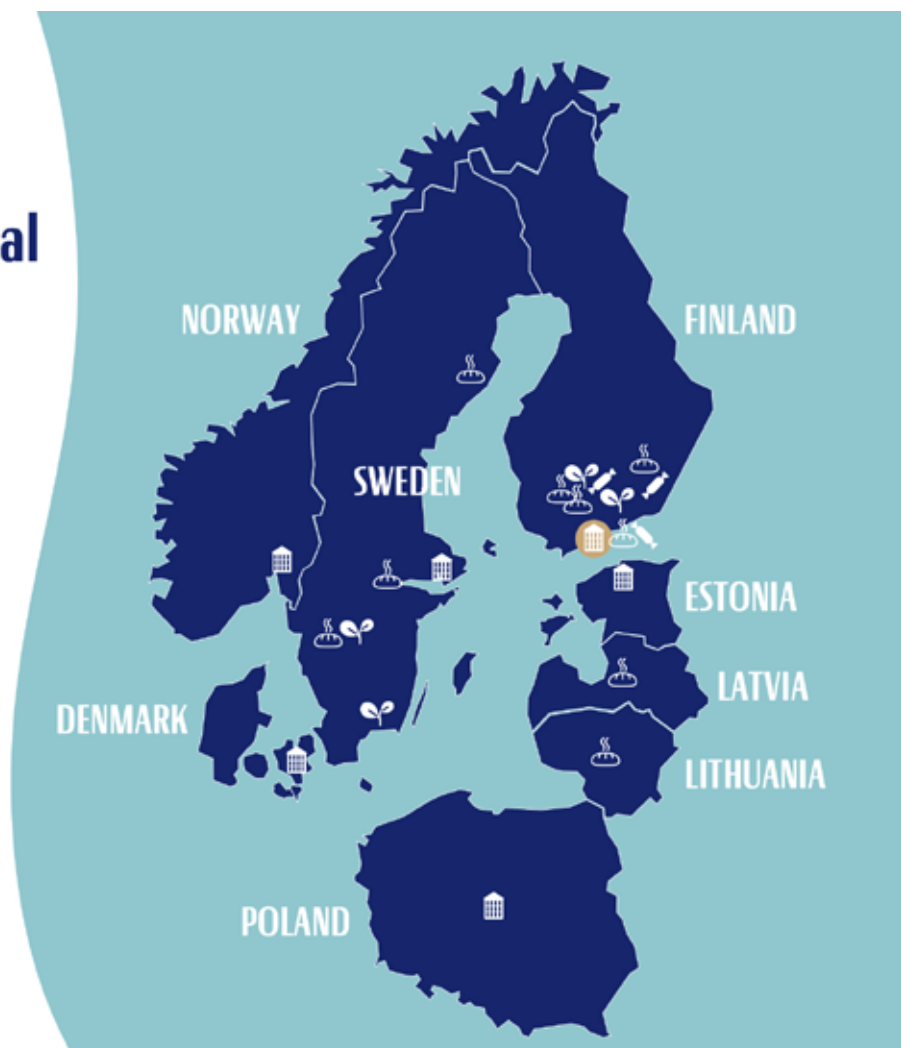 al
NORWAY
FINLAND
SWEDEN
ESTONIA
LATVIA
DENMARK
LITHUANIA
POLAND